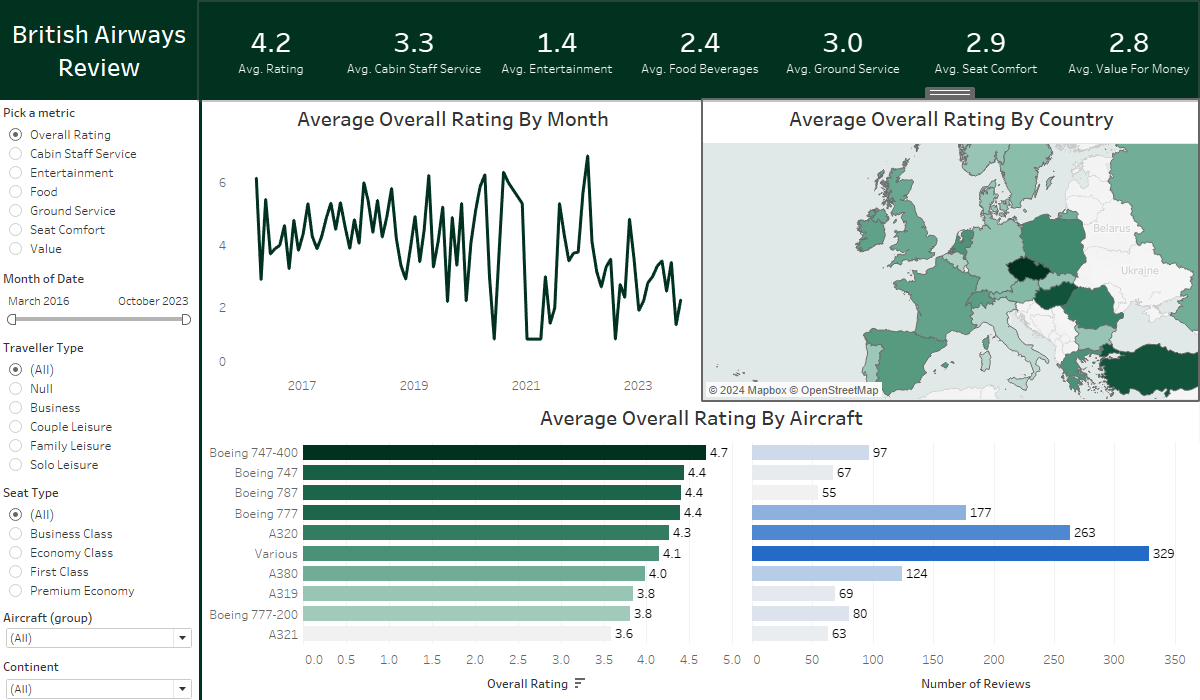 British Airways
Review
4.2
Avg. Rating
3.3
Avg. Cabin Staff Service
1.4
Avg. Entertainment
2.4
Avg. Food Beverages
3.0
Avg. Ground Service
2.9
Avg. Seat Comfort
2.8
Avg. Value For Money
Pick a metric
Overall Rating
Cabin Staff Service
Entertainment
Food
Ground Service
Seat Comfort
Value
Month of Date
March 2016 October 2023
Traveller Type
(All)
Null
Business
Couple Leisure
Family Leisure
Solo Leisure
Seat Type
(All)
Business Class
Economy Class
First Class
Premium Economy
Aircraft (group)
(All)
Continent
(All)
Average Overall Rating By Month
6
4
2
0
2017 2019 2021 2023
Average Overall Rating By Country
Belarus
Ukraine
© 2024 Mapbox © OpenStreetMap
Average Overall Rating By Aircraft
Boeing 747-400 4.7 97
Boeing 747 4.4 67
Boeing 787 4.4 55
Boeing 777 4.4 177
A320 4.3 263
Various 4.1 329
A380 4.0 124
A319 3.8 69
Boeing 777-200 3.8 80
A321 3.6 63
0.0 0.5 1.0 1.5 2.0 2.5 3.0 3.5 4.0 4.5 5.0 0 50 100 150 200 250 300 350
Overall Rating Number of Reviews